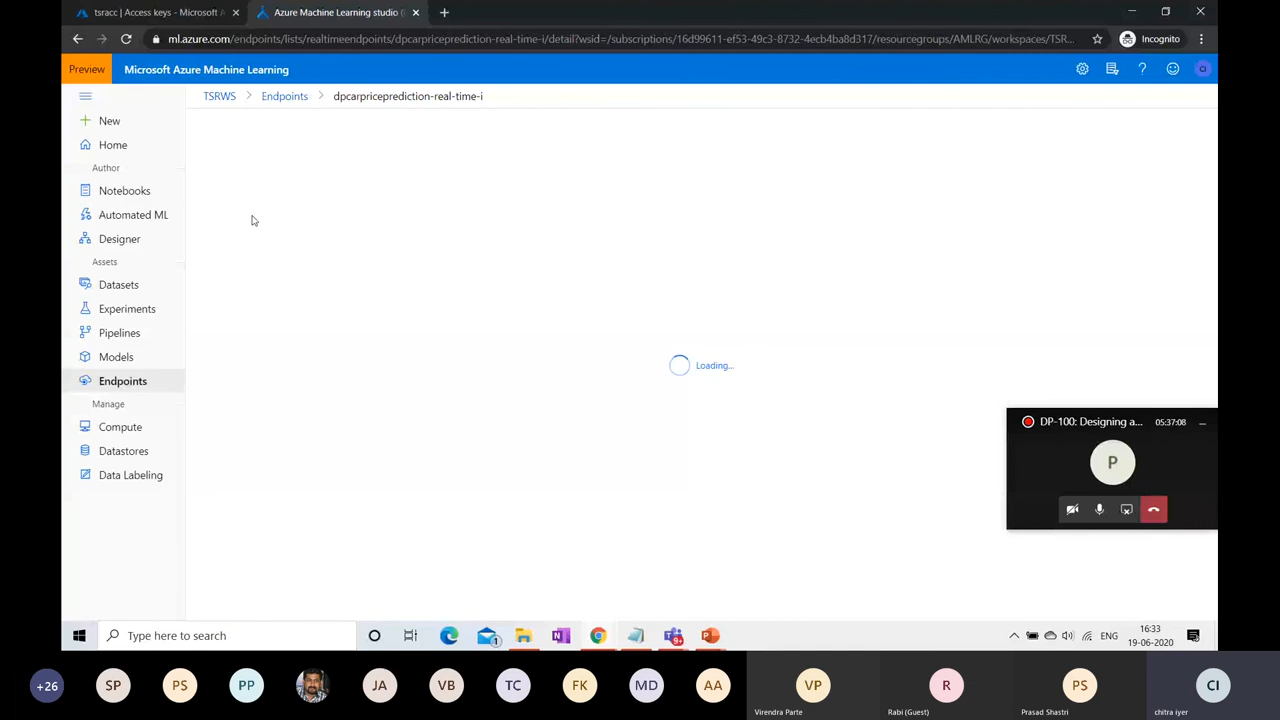 tsracc | Access keys - Microsoft A
Azure Machine Learning studio (
ml.azure.com/endpoints/lists/realtimeendpoints/dpcarpriceprediction-real-time-i/detail?wsid=/subscriptions/16d99611-ef53-49c3-8732-4ecb4ba8d317/resourcegroups/AMLRG/workspaces/TSR...
Incognito
Preview
Microsoft Azure Machine Learning
CI
TSRWS > Endpoints > dpcarpriceprediction-real-time-i
New
Home
Author
Notebooks
Automated ML
Designer
Assets
Datasets
Experiments
Pipelines
Models
Endpoints
Manage
Compute
Datastores
Data Labeling
Loading...
DP-100: Designing a...
05:37:08
P
Type here to search
1
9+
ENG
16:33
19-06-2020
+26
SP
PS
PP
JA
VB
TC
FK
MD
AA
VP
Virendra Parte
R
Rabi (Guest)
PS
Prasad Shastri
CI
chitra iyer